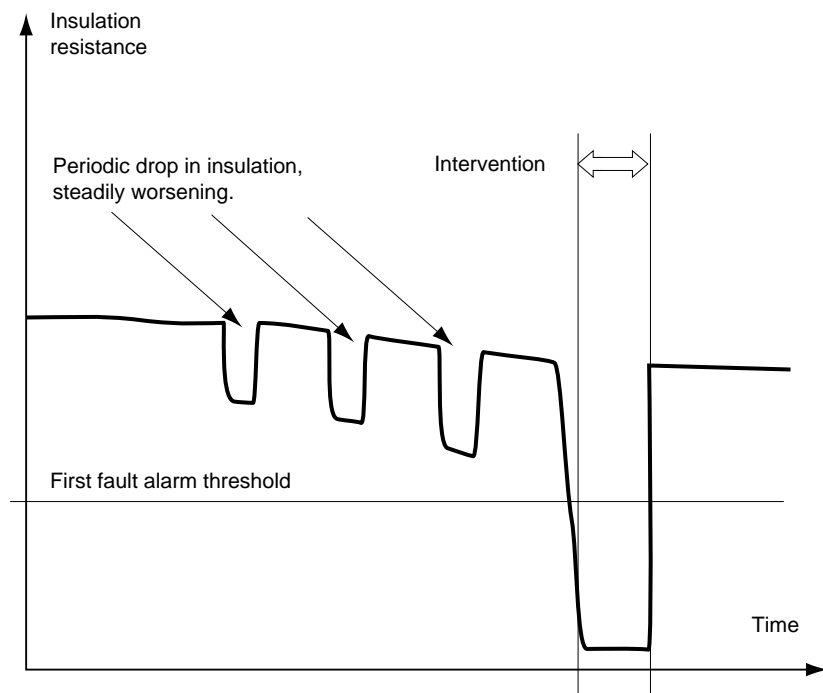 Insulation
resistance
Periodic drop in insulation,
steadily worsening.
Intervention
First fault alarm threshold
Time